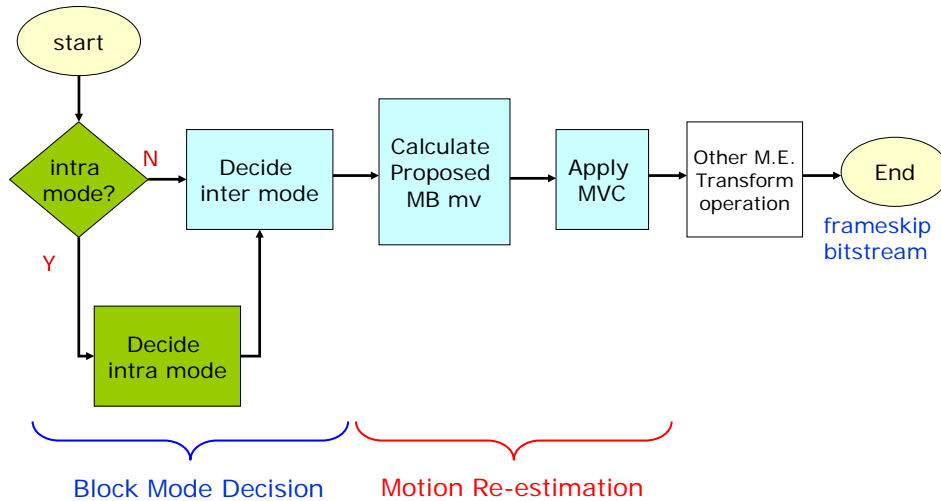 start
intra
mode?
N
Y
Decide
inter mode
Decide
intra mode
Calculate
Proposed
MB mv
Apply
MVC
Other M.E.
Transform
operation
End
frameskip
bitstream
Block Mode Decision
Motion Re-estimation